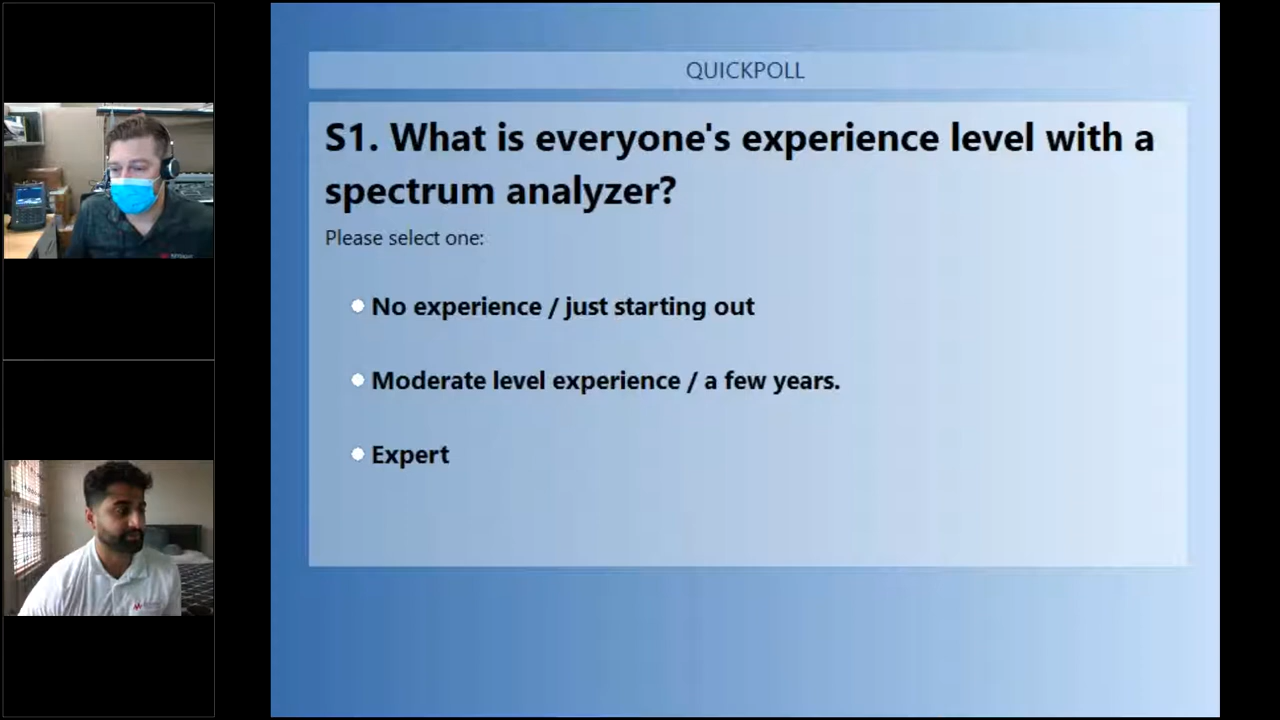 QUICKPOLL
S1. What is everyone's experience level with a
spectrum analyzer?
Please select one:
No experience / just starting out
Moderate level experience / a few years.
Expert